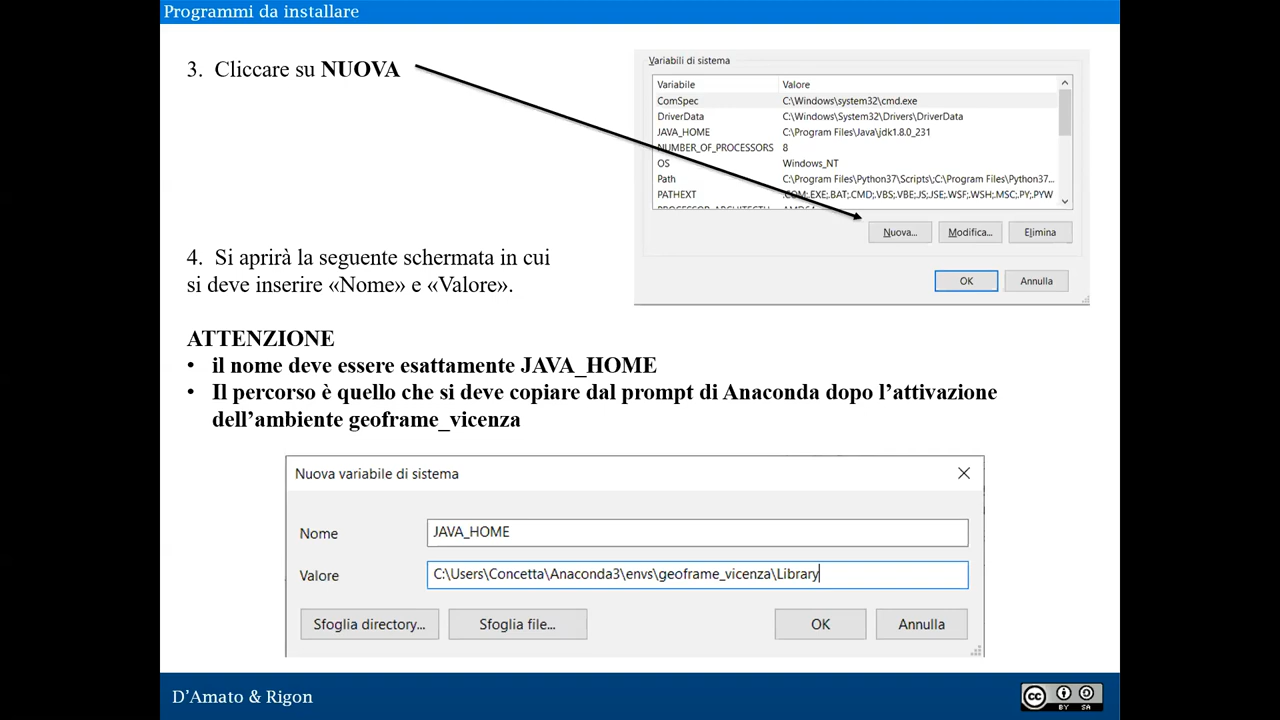 Programmi da installare
3. Cliccare su NUOVA
Variabili di sistema
Variabile Valore
ComSpec C:\Windows\system32\cmd.exe
DriverData C:\Windows\System32\Drivers\DriverData
JAVA_HOME C:\Program Files\Java\jdk1.8.0_231
NUMBER_OF_PROCESSORS 8
OS Windows_NT
Path C:\Program Files\Python37\Scripts\;C:\Program Files\Python37...
PATHEXT .COM;.EXE;.BAT;.CMD;.VBS;.VBE;.JS;.JSE;.WSF;.WSH;.MSC;.PY;.PYW
Nuova... Modifica... Elimina
OK Annulla
4. Si aprirà la seguente schermata in cui
si deve inserire «Nome» e «Valore».
ATTENZIONE
• il nome deve essere esattamente JAVA_HOME
• Il percorso è quello che si deve copiare dal prompt di Anaconda dopo l’attivazione
dell’ambiente geoframe_vicenza
Nuova variabile di sistema
Nome JAVA_HOME
Valore C:\Users\Concetta\Anaconda3\envs\geoframe_vicenza\Library
Sfoglia directory... Sfoglia file... OK Annulla
D’Amato & Rigon
cc BY SA